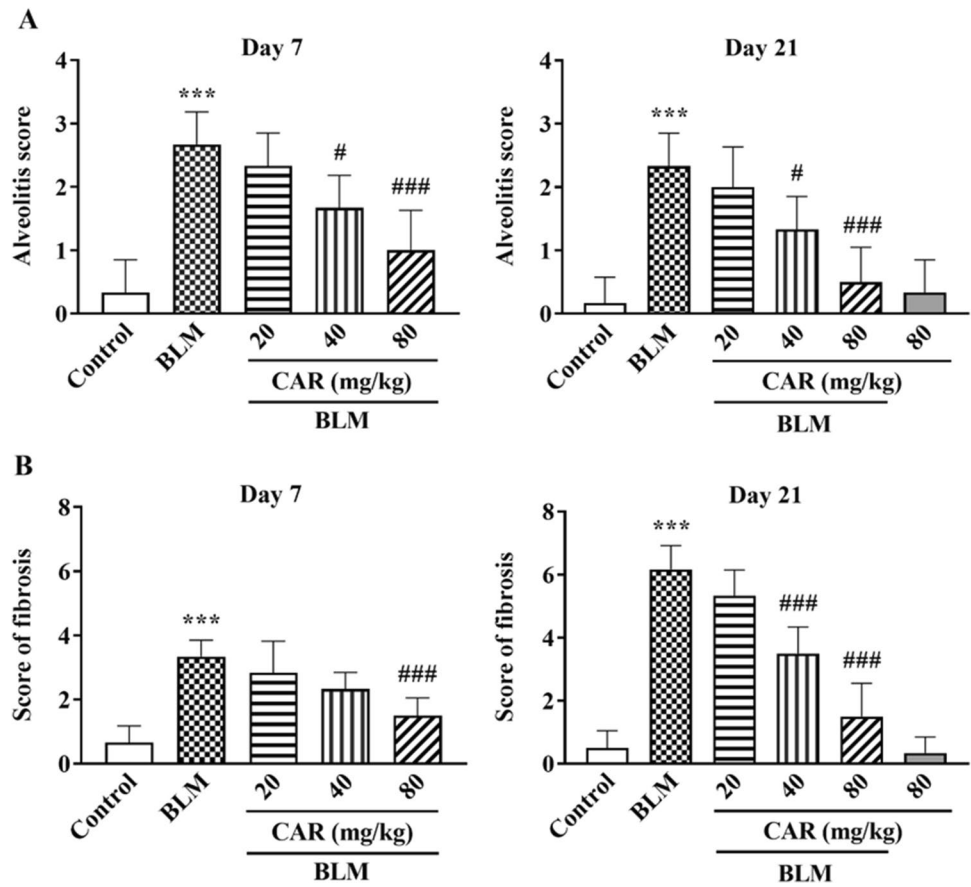 A
Day 7
Alveolitis score
4
3
2
1
0
***
#
###
Control
BLM
20
40
80
CAR (mg/kg)
BLM
Day 21
Alveolitis score
4
3
2
1
0
***
#
###
Control
BLM
20
40
80
80
CAR (mg/kg)
BLM
B
Day 7
Score of fibrosis
8
6
4
2
0
***
###
Control
BLM
20
40
80
CAR (mg/kg)
BLM
Day 21
Score of fibrosis
8
6
4
2
0
***
###
###
Control
BLM
20
40
80
80
CAR (mg/kg)
BLM